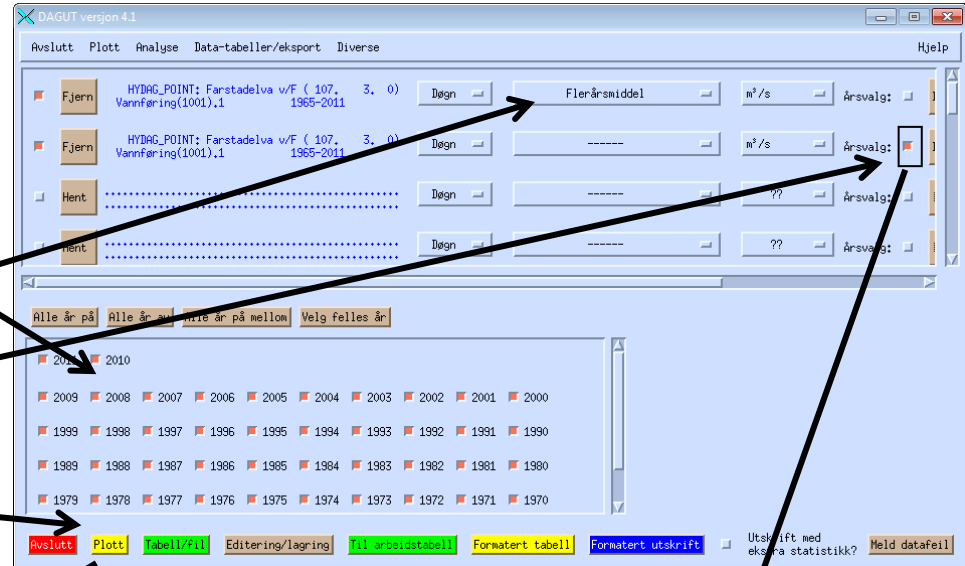 DAGUT versjon 4.1
Avslutt Plott Analyse Data-tabeller/eksport Diverse Hjelp
Fjern HYDAG_POINT: Farstadelva v/F ( 107. 3. 0) Døgn Flerårsmiddel m³/s Årsvalg:
Vannføring(1001).1 1965-2011
Fjern HYDAG_POINT: Farstadelva v/F ( 107. 3. 0) Døgn ------ m³/s Årsvalg:
Vannføring(1001).1 1965-2011
Hent Døgn ------ ?? Årsvalg:
Hent Døgn ------ ?? Årsvalg:
Alle år på Alle år av Alle år på mellom Velg felles år
2011 2010
2009 2008 2007 2006 2005 2004 2003 2002 2001 2000
1999 1998 1997 1996 1995 1994 1993 1992 1991 1990
1989 1988 1987 1986 1985 1984 1983 1982 1981 1980
1979 1978 1977 1976 1975 1974 1973 1972 1971 1970
Avslutt Plott Tabell/fil Editering/lagring Til arbeidstabell Formatert tabell Formatert utskrift Utskrift med ekstra statistikk? Meld datafeil